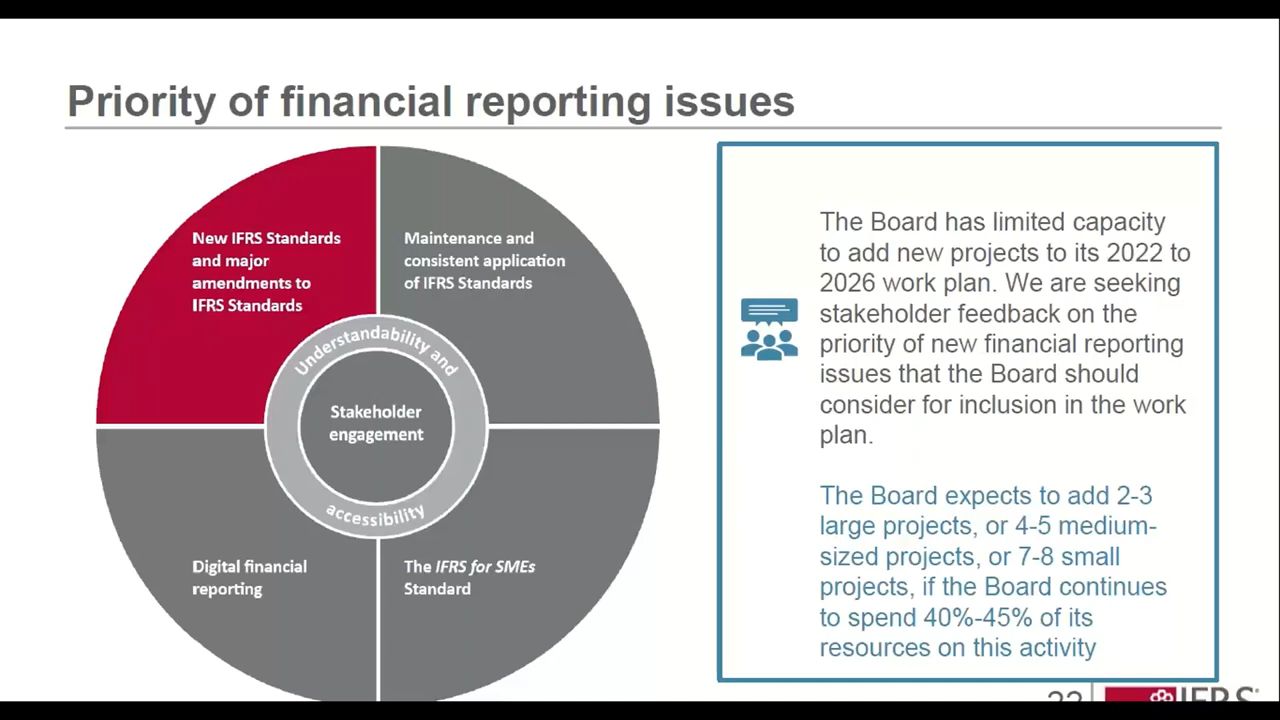 Priority of financial reporting issues
New IFRS Standards
and major
amendments to
IFRS Standards
Maintenance and
consistent application
of IFRS Standards
Understandability and
accessibility
Stakeholder
engagement
Digital financial
reporting
The IFRS for SMEs
Standard
The Board has limited capacity
to add new projects to its 2022 to
2026 work plan. We are seeking
stakeholder feedback on the
priority of new financial reporting
issues that the Board should
consider for inclusion in the work
plan.
The Board expects to add 2-3
large projects, or 4-5 medium-
sized projects, or 7-8 small
projects, if the Board continues
to spend 40%-45% of its
resources on this activity
IFRS